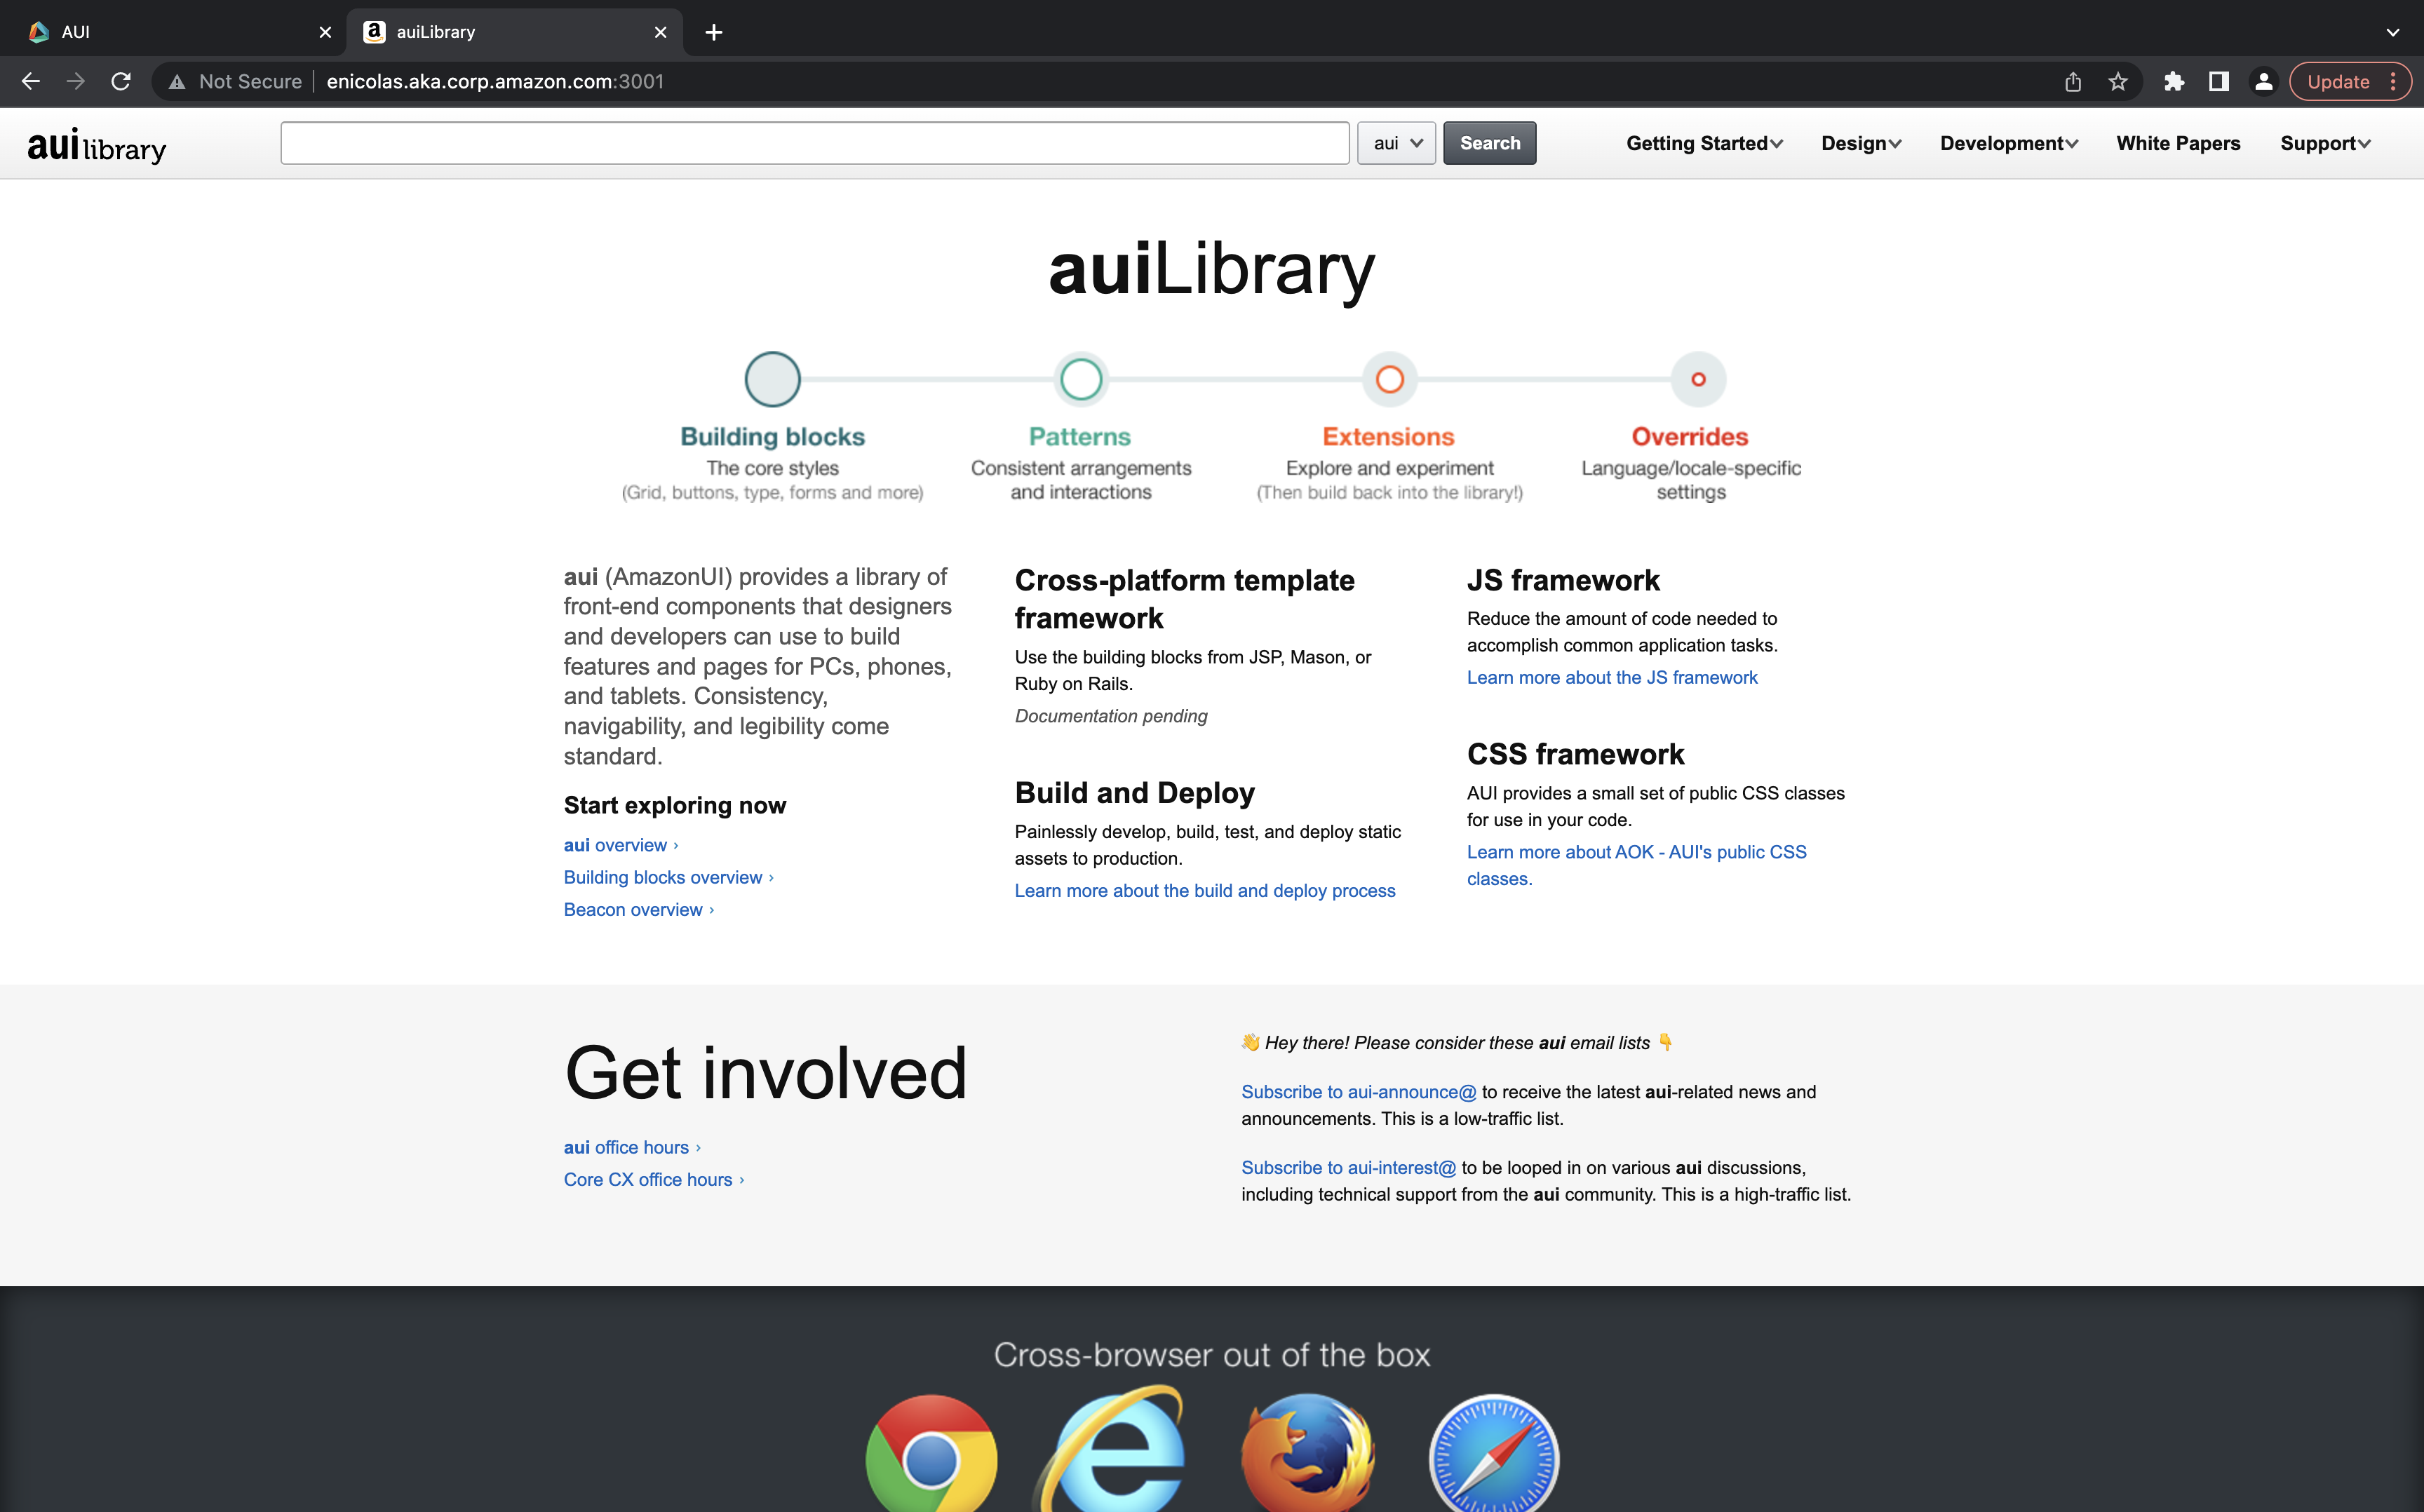 AUI
auiLibrary
Not Secure
enicolas.aka.corp.amazon.com:3001
Update
aui library
aui
Search
Getting Started
Design
Development
White Papers
Support
auiLibrary
Building blocks
The core styles
(Grid, buttons, type, forms and more)
Patterns
Consistent arrangements
and interactions
Extensions
Explore and experiment
(Then build back into the library!)
Overrides
Language/locale-specific
settings
aui (AmazonUI) provides a library of
front-end components that designers
and developers can use to build
features and pages for PCs, phones,
and tablets. Consistency,
navigability, and legibility come
standard.
Start exploring now
aui overview ›
Building blocks overview ›
Beacon overview ›
Cross-platform template
framework
Use the building blocks from JSP, Mason, or
Ruby on Rails.
Documentation pending
Build and Deploy
Painlessly develop, build, test, and deploy static
assets to production.
Learn more about the build and deploy process
JS framework
Reduce the amount of code needed to
accomplish common application tasks.
Learn more about the JS framework
CSS framework
AUI provides a small set of public CSS classes
for use in your code.
Learn more about AOK - AUI's public CSS
classes.
Get involved
aui office hours ›
Core CX office hours ›
👋 Hey there! Please consider these aui email lists 👇
Subscribe to aui-announce@ to receive the latest aui-related news and
announcements. This is a low-traffic list.
Subscribe to aui-interest@ to be looped in on various aui discussions,
including technical support from the aui community. This is a high-traffic list.
Cross-browser out of the box